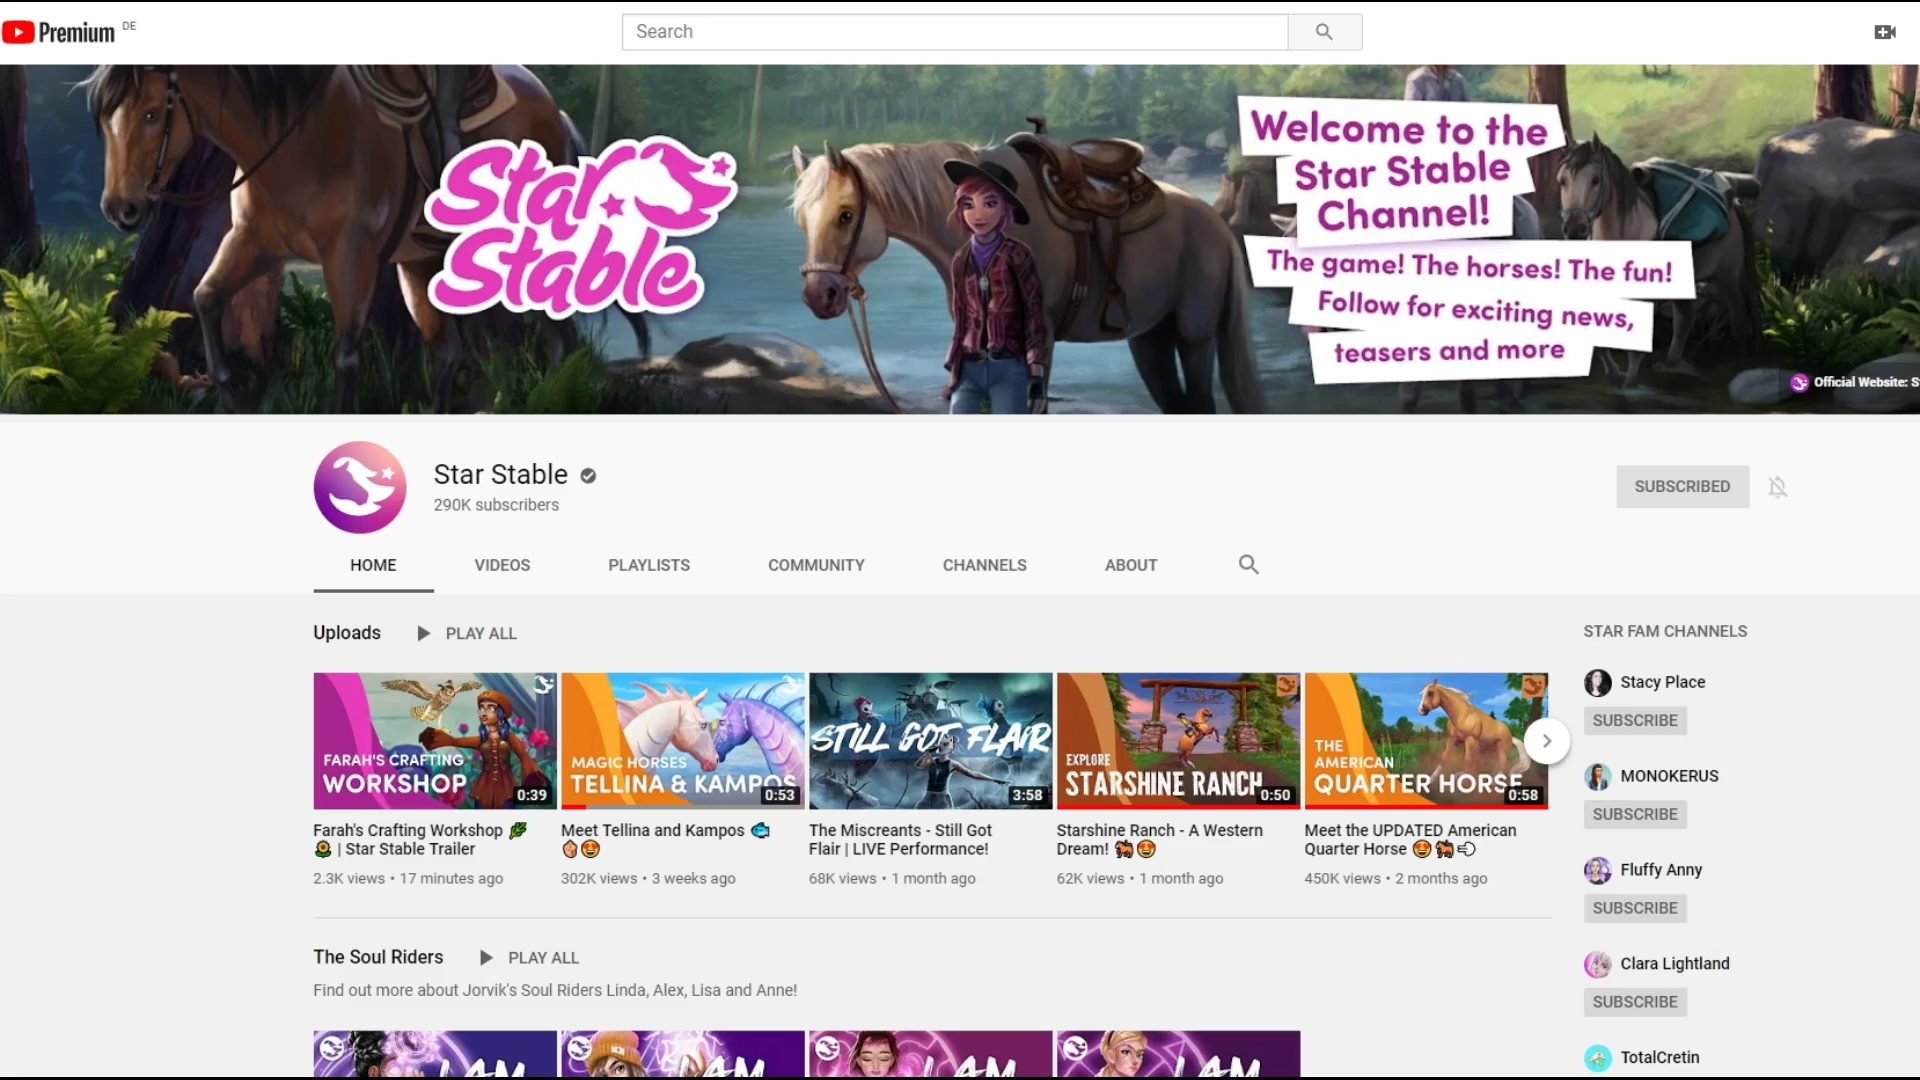 Premium DE
Search
Star
Stable
Welcome to the
Star Stable
Channel!
The game! The horses! The fun!
Follow for exciting news,
teasers and more
Official Website: S
Star Stable
290K subscribers
SUBSCRIBED
HOME VIDEOS PLAYLISTS COMMUNITY CHANNELS ABOUT
Uploads PLAY ALL
FARAH'S CRAFTING
WORKSHOP
0:39
Farah's Crafting Workshop 🌿
🌻 | Star Stable Trailer
2.3K views • 17 minutes ago
MAGIC HORSES
TELLINA & KAMPOS
0:53
Meet Tellina and Kampos 🐟
302K views • 3 weeks ago
STILL GOT FLAIR
3:58
The Miscreants - Still Got
Flair | LIVE Performance!
68K views • 1 month ago
EXPLORE
STARSHINE RANCH
0:50
Starshine Ranch - A Western
Dream! 🐎😍
62K views • 1 month ago
THE
AMERICAN
QUARTER HORSE
0:58
Meet the UPDATED American
Quarter Horse 😍🐎💨
450K views • 2 months ago
The Soul Riders PLAY ALL
Find out more about Jorvik's Soul Riders Linda, Alex, Lisa and Anne!
I AM
I AM
I AM
I AM
STAR FAM CHANNELS
Stacy Place
SUBSCRIBE
MONOKERUS
SUBSCRIBE
Fluffy Anny
SUBSCRIBE
Clara Lightland
SUBSCRIBE
TotalCretin